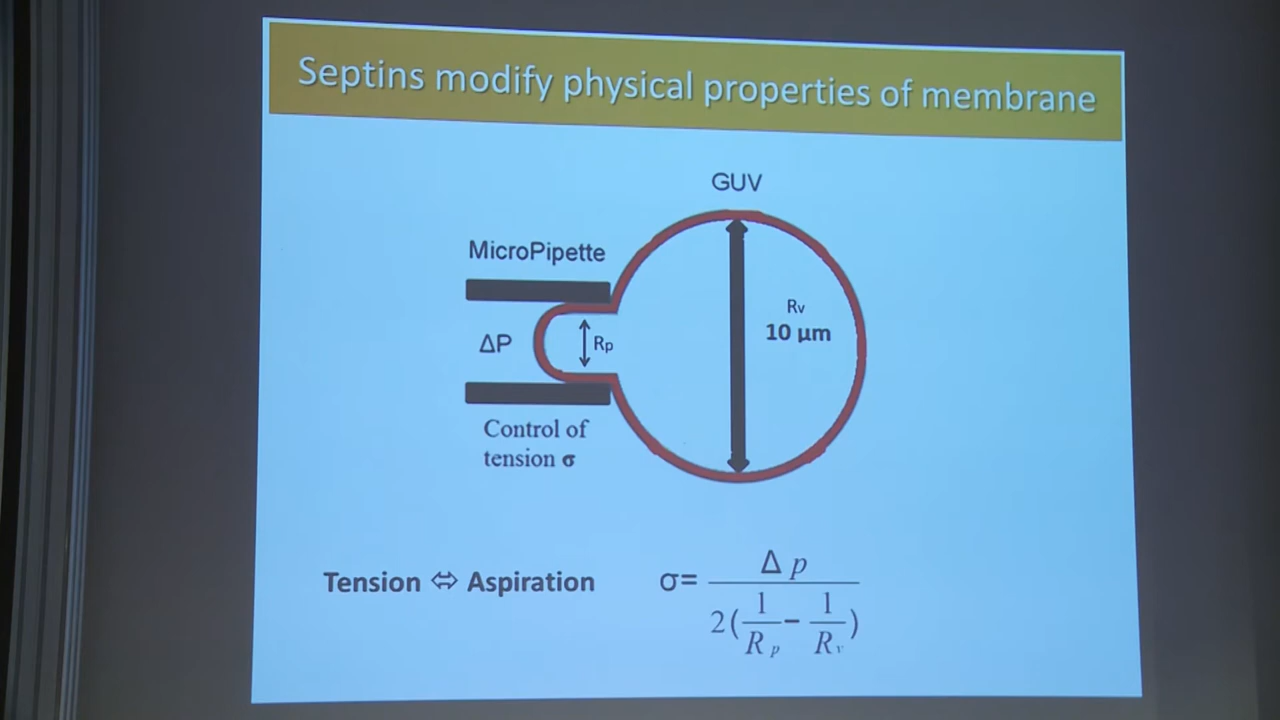 Septins modify physical properties of membrane
GUV
MicroPipette
Rv
10 µm
ΔP
Rp
Control of
tension σ
Tension ⇔ Aspiration
σ= Δp / 2(1/Rp − 1/Rv)